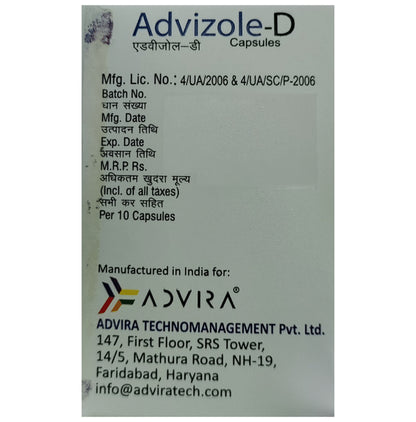 Advizole-D
Capsules
एडवीजोल–डी
Mfg. Lic. No.: 4/UA/2006 & 4/UA/SC/P-2006
Batch No.
धान संख्या
Mfg. Date
उत्पादन तिथि
Exp. Date
अवसान तिथि
M.R.P. Rs.
अधिकतम खुदरा मूल्य
(Incl. of all taxes)
सभी कर सहित
Per 10 Capsules
Manufactured in India for:
ADVIRA®
ADVIRA TECHNOMANAGEMENT Pvt. Ltd.
147, First Floor, SRS Tower,
14/5, Mathura Road, NH-19,
Faridabad, Haryana
info@adviratech.com